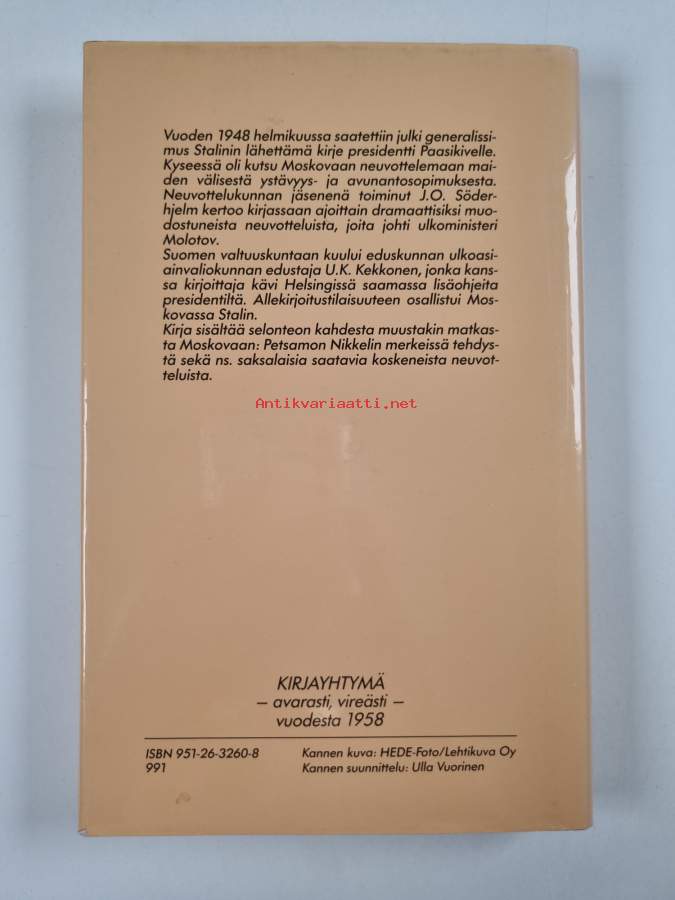 Vuoden 1948 helmikuussa saatettiin julki generalissi-
mus Stalinin lähettämä kirje presidentti Paasikivelle.
Kyseessä oli kutsu Moskovaan neuvottelemaan mai-
den välisestä ystävyys- ja avunantosopimuksesta.
Neuvottelukunnan jäsenenä toiminut J.O. Söder-
hjelm kertoo kirjassaan ajoittain dramaattisiksi muo-
dostuneista neuvotteluista, joita johti ulkoministeri
Molotov.
Suomen valtuuskuntaan kuului eduskunnan ulkoasi-
ainvaliokunnan edustaja U.K. Kekkonen, jonka kans-
sa kirjoittaja kävi Helsingissä saamassa lisäohjeita
presidentiltä. Allekirjoitustilaisuuteen osallistui Mos-
kovassa Stalin.
Kirja sisältää selonteon kahdesta muustakin matkas-
ta Moskovaan: Petsamon Nikkelin merkeissä tehdys-
tä sekä ns. saksalaisia saatavia koskeneista neuvot-
teluista.
Antikvariaatti.net
KIRJAYHTYMÄ
– avarasti, vireästi –
vuodesta 1958
ISBN 951-26-3260-8 Kannen kuva: HEDE-Foto/Lehtikuva Oy
991 Kannen suunnittelu: Ulla Vuorinen